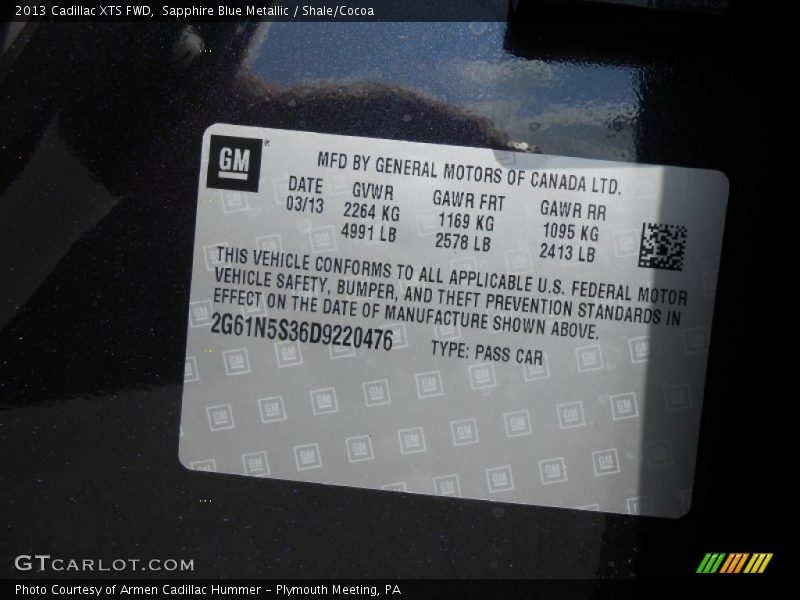 2013 Cadillac XTS FWD, Sapphire Blue Metallic / Shale/Cocoa
GM®
MFD BY GENERAL MOTORS OF CANADA LTD.
DATE GVWR GAWR FRT GAWR RR
03/13 2264 KG 1169 KG 1095 KG
4991 LB 2578 LB 2413 LB
THIS VEHICLE CONFORMS TO ALL APPLICABLE U.S. FEDERAL MOTOR
VEHICLE SAFETY, BUMPER, AND THEFT PREVENTION STANDARDS IN
EFFECT ON THE DATE OF MANUFACTURE SHOWN ABOVE.
2G61N5S36D9220476 TYPE: PASS CAR
GTCARLOT.COM
Photo Courtesy of Armen Cadillac Hummer – Plymouth Meeting, PA